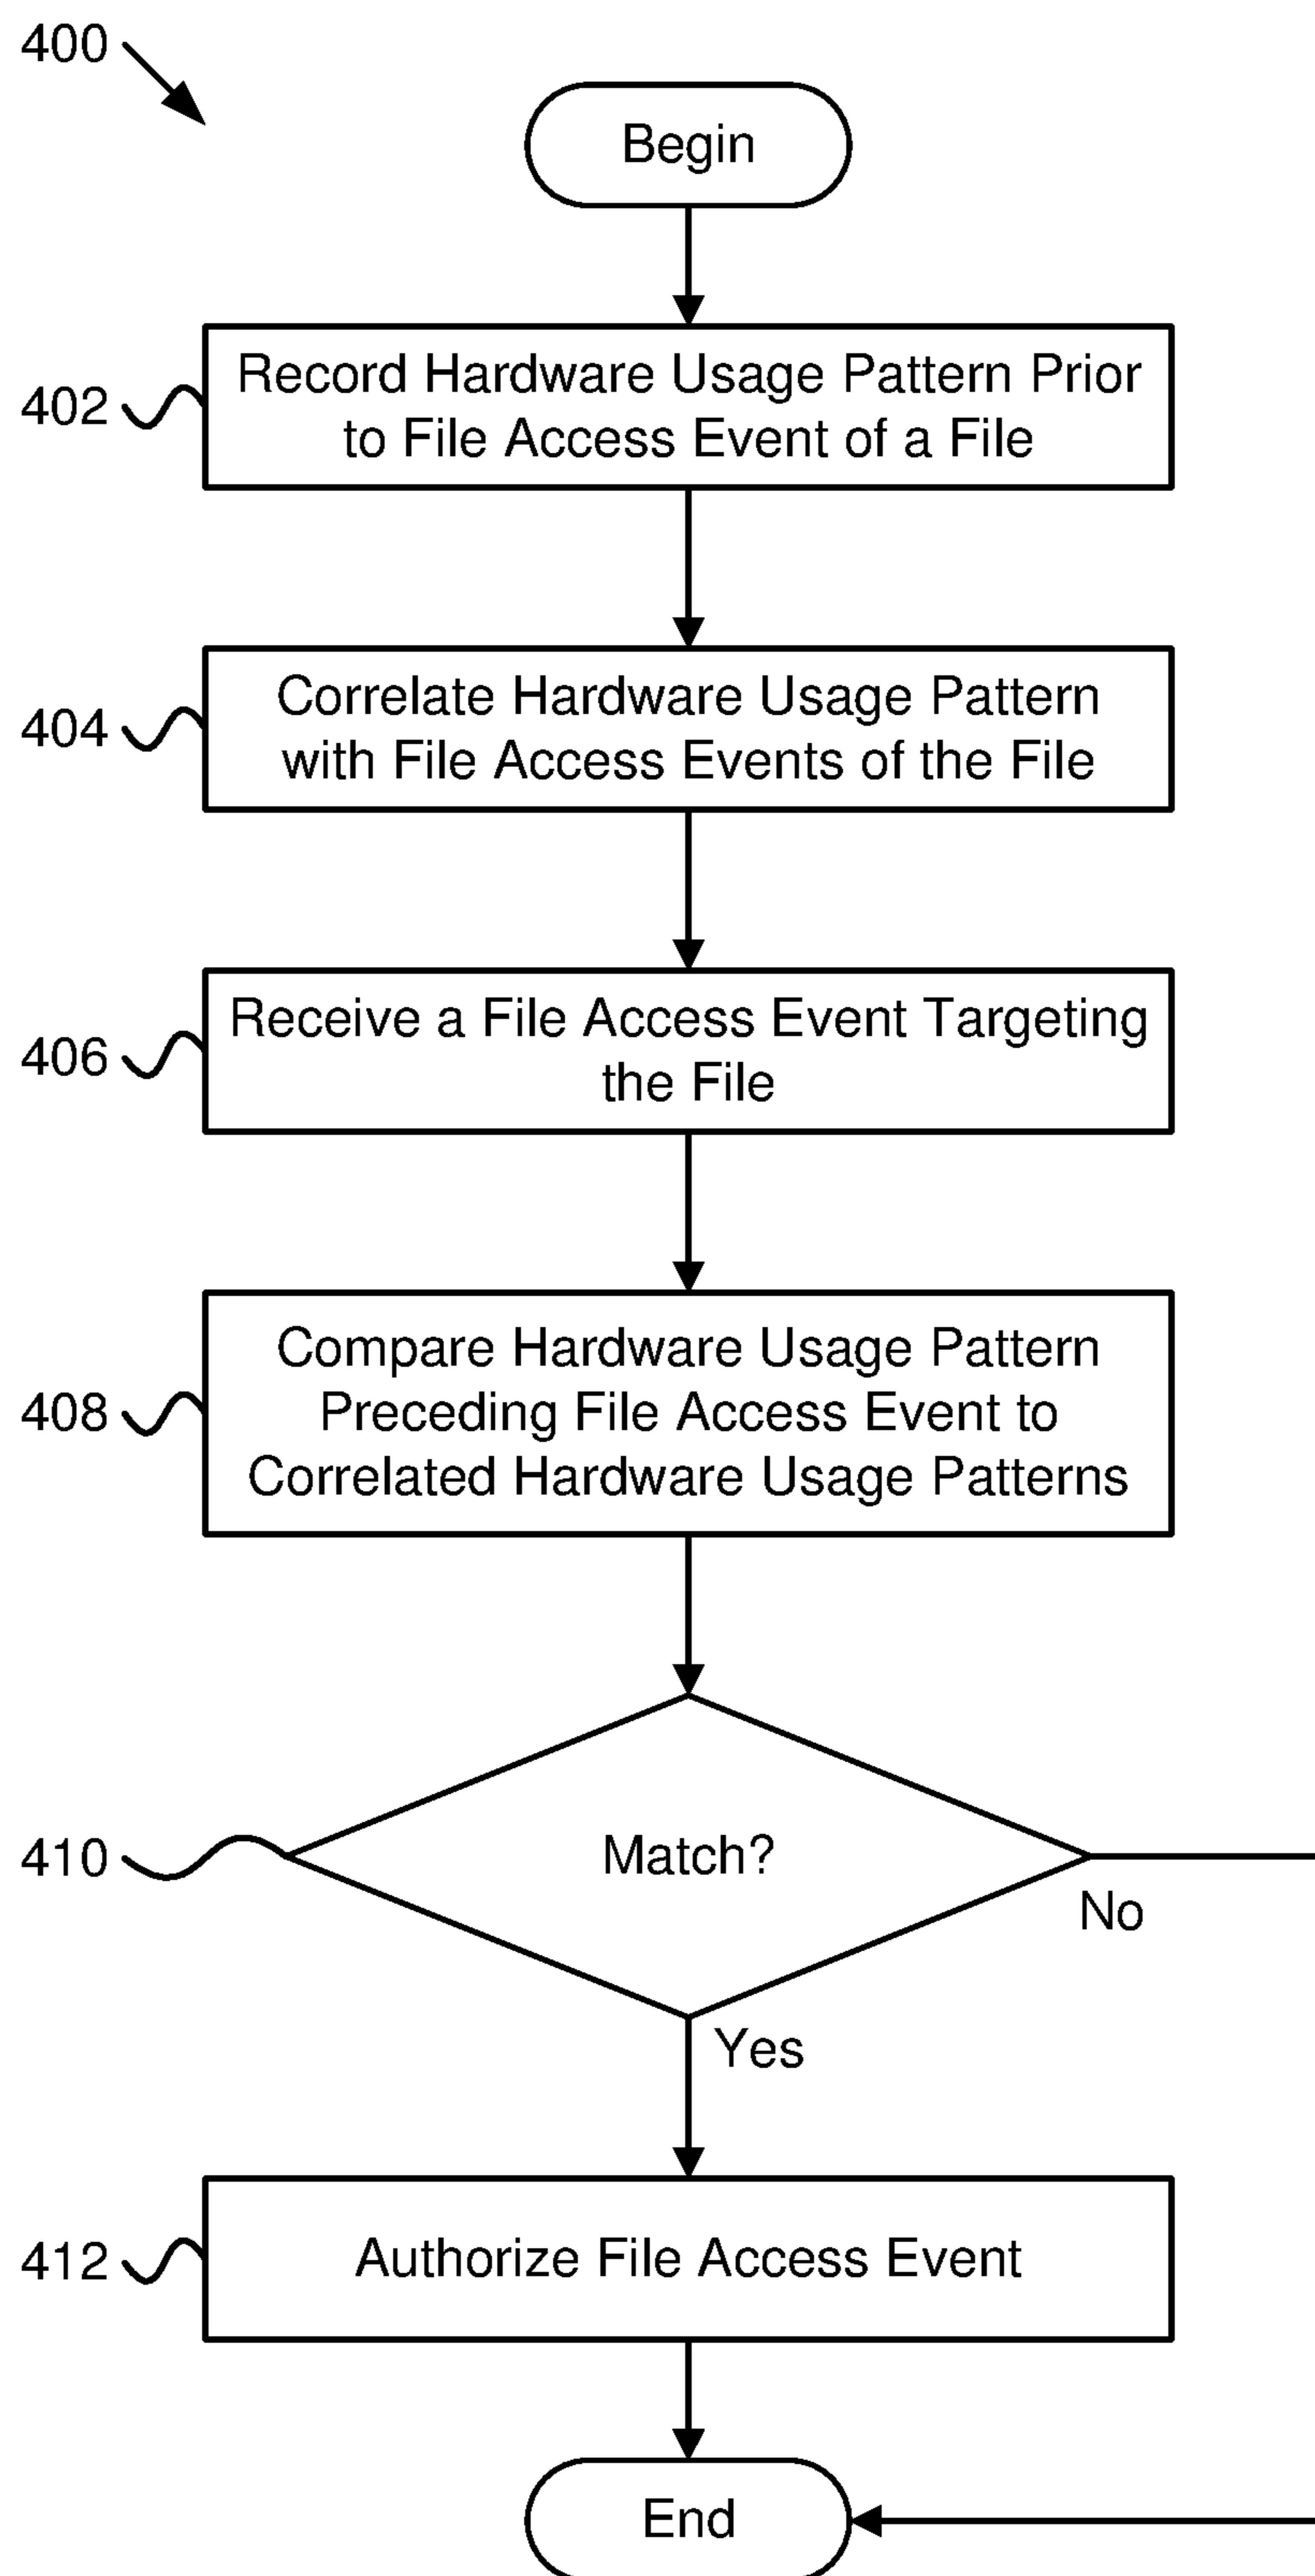 400
Begin
402
Record Hardware Usage Pattern Prior
to File Access Event of a File
404
Correlate Hardware Usage Pattern
with File Access Events of the File
406
Receive a File Access Event Targeting
the File
408
Compare Hardware Usage Pattern
Preceding File Access Event to
Correlated Hardware Usage Patterns
410
Match?
No
Yes
412
Authorize File Access Event
End